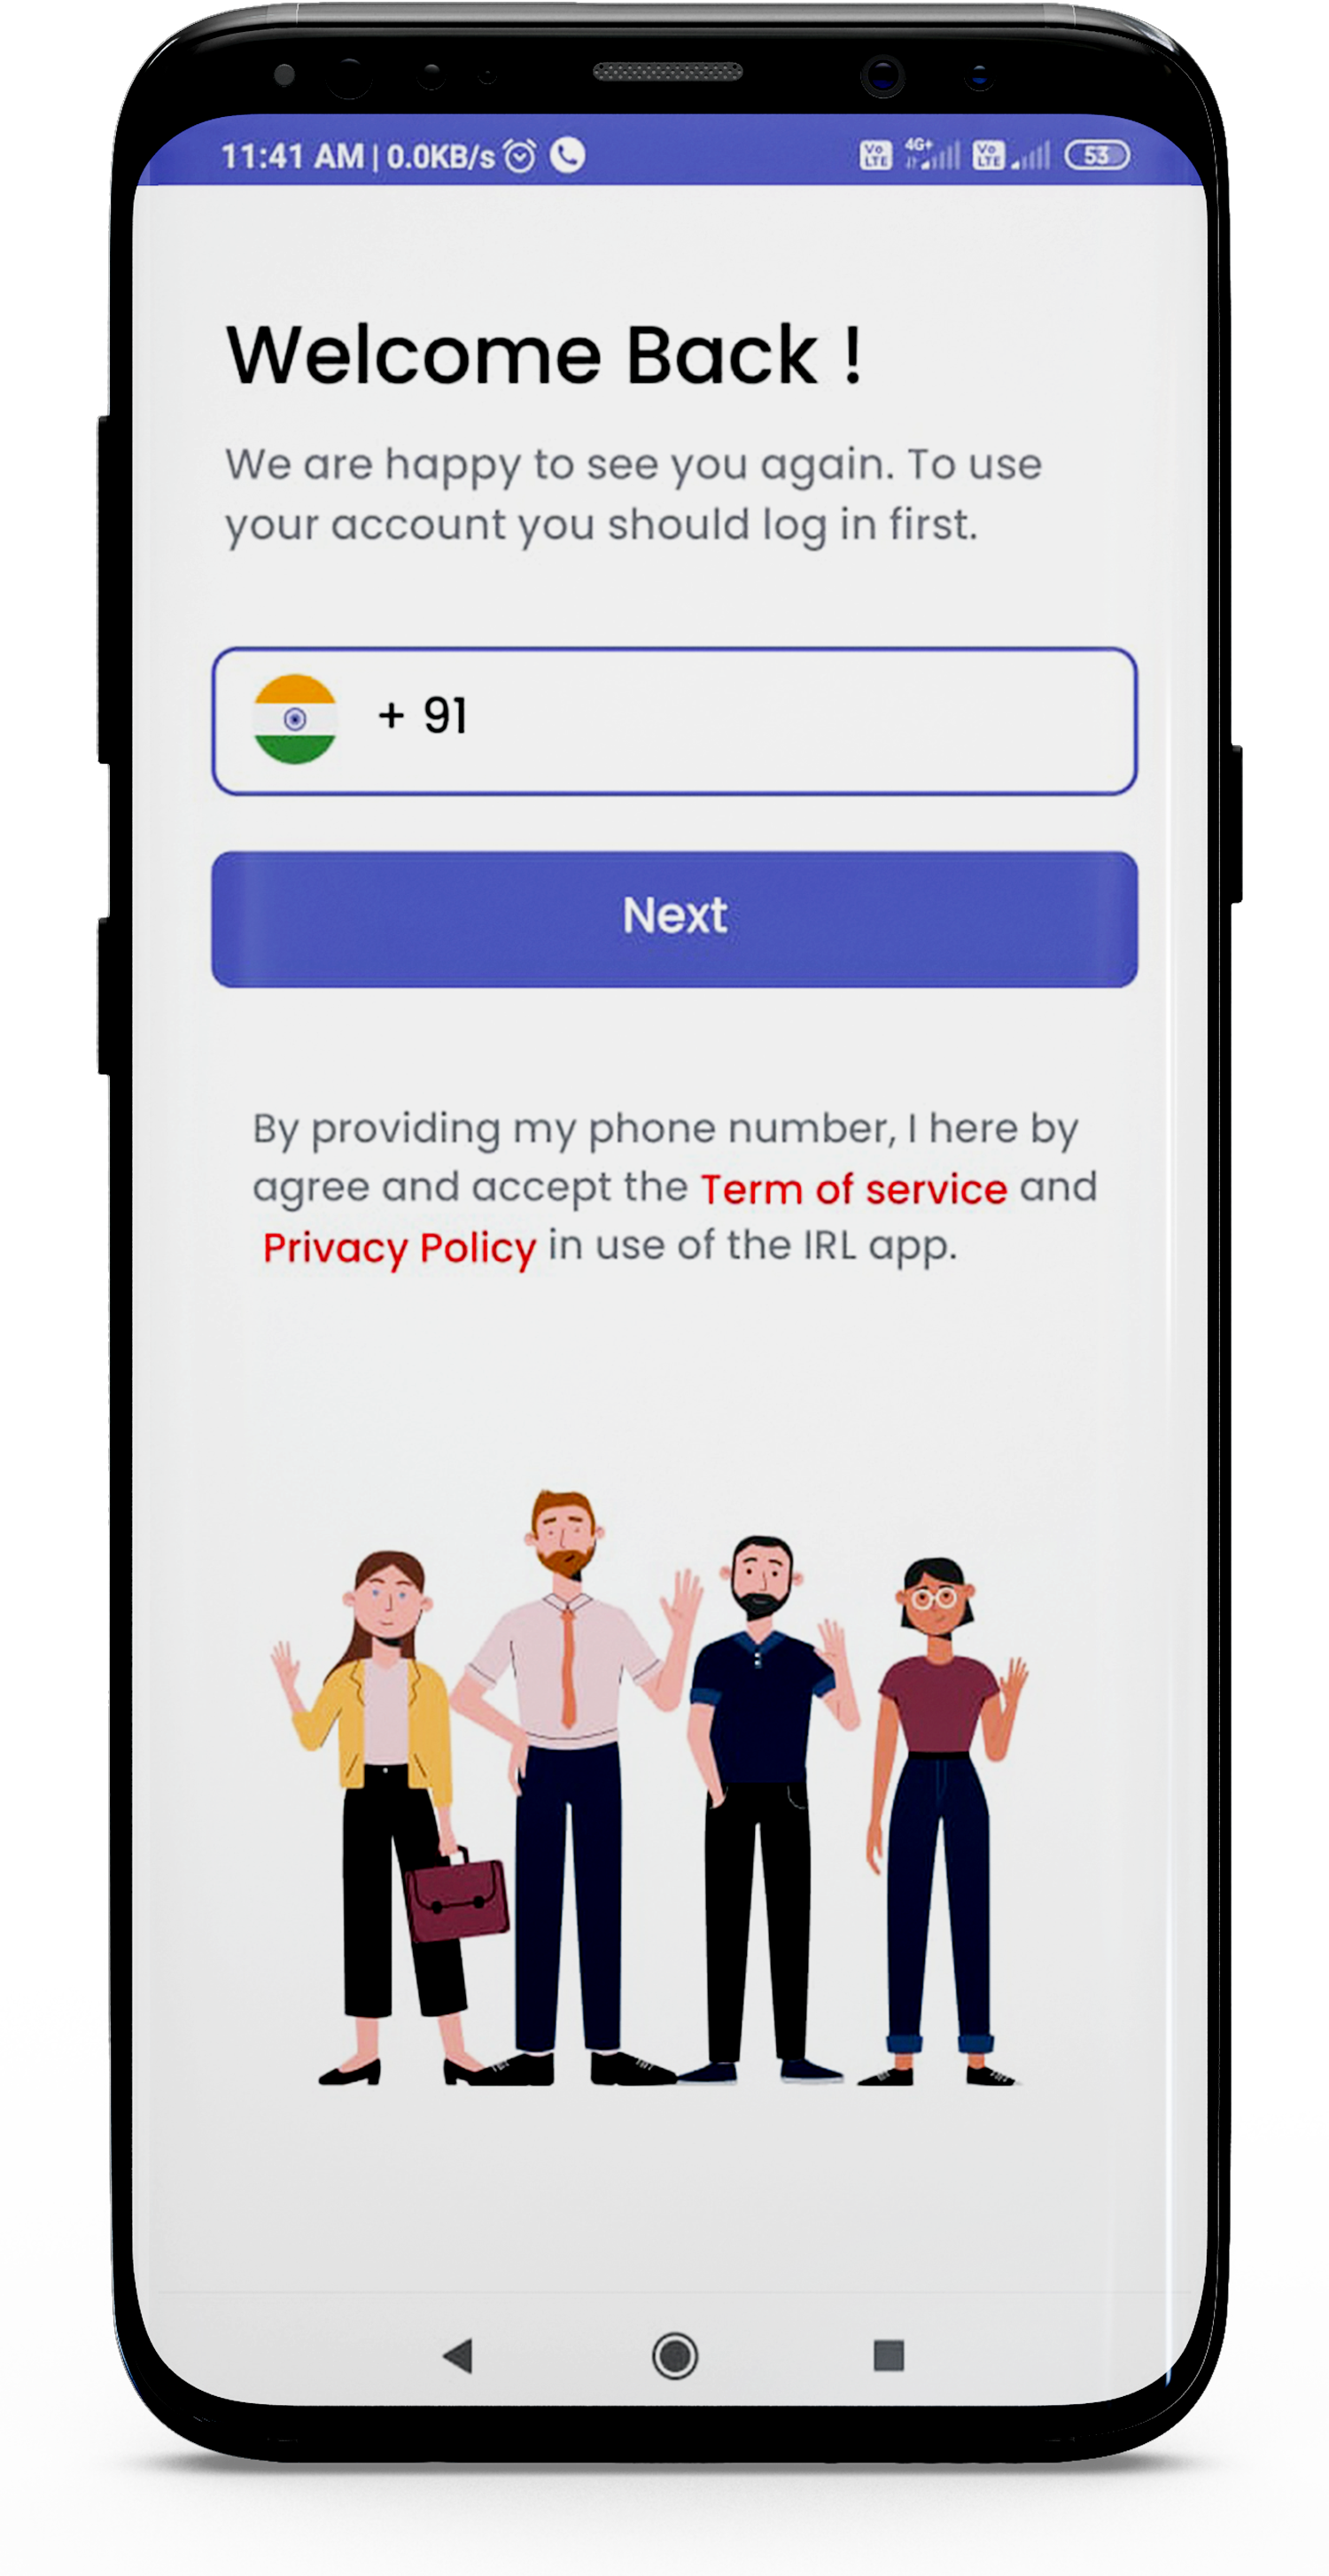 11:41 AM | 0.0KB/s Vo LTE 4G+ Vo LTE 53
Welcome Back !
We are happy to see you again. To use
your account you should log in first.
+ 91
Next
By providing my phone number, I here by
agree and accept the Term of service and
Privacy Policy in use of the IRL app.